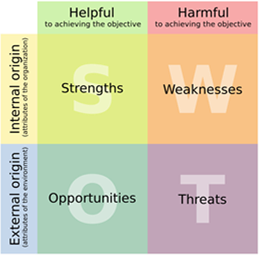 Helpful
to achieving the objective
Harmful
to achieving the objective
Internal origin
(attributes of the organization)
S
Strengths
W
Weaknesses
External origin
(attributes of the environment)
O
Opportunities
T
Threats